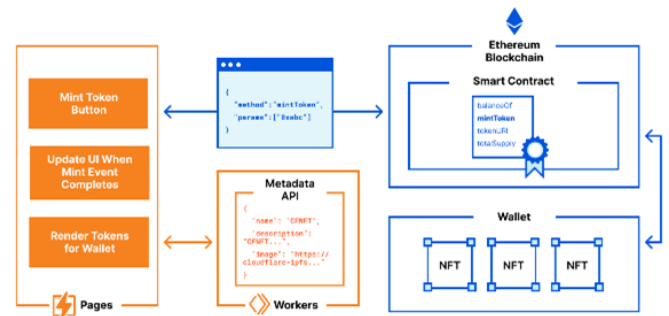 Mint Token
Button
Update UI When
Mint Event
Completes
Render Tokens
for Wallet
Pages
{
"method":"mintToken",
"params":["0xabc"]
}
Metadata
API
{
"name": "CFNFT",
"description":
"CFNFT...",
"image": "https://
cloudflare-ipfs..."
}
Workers
Ethereum
Blockchain
Smart Contract
balanceOf
mintToken
tokenURI
totalSupply
Wallet
NFT
NFT
NFT